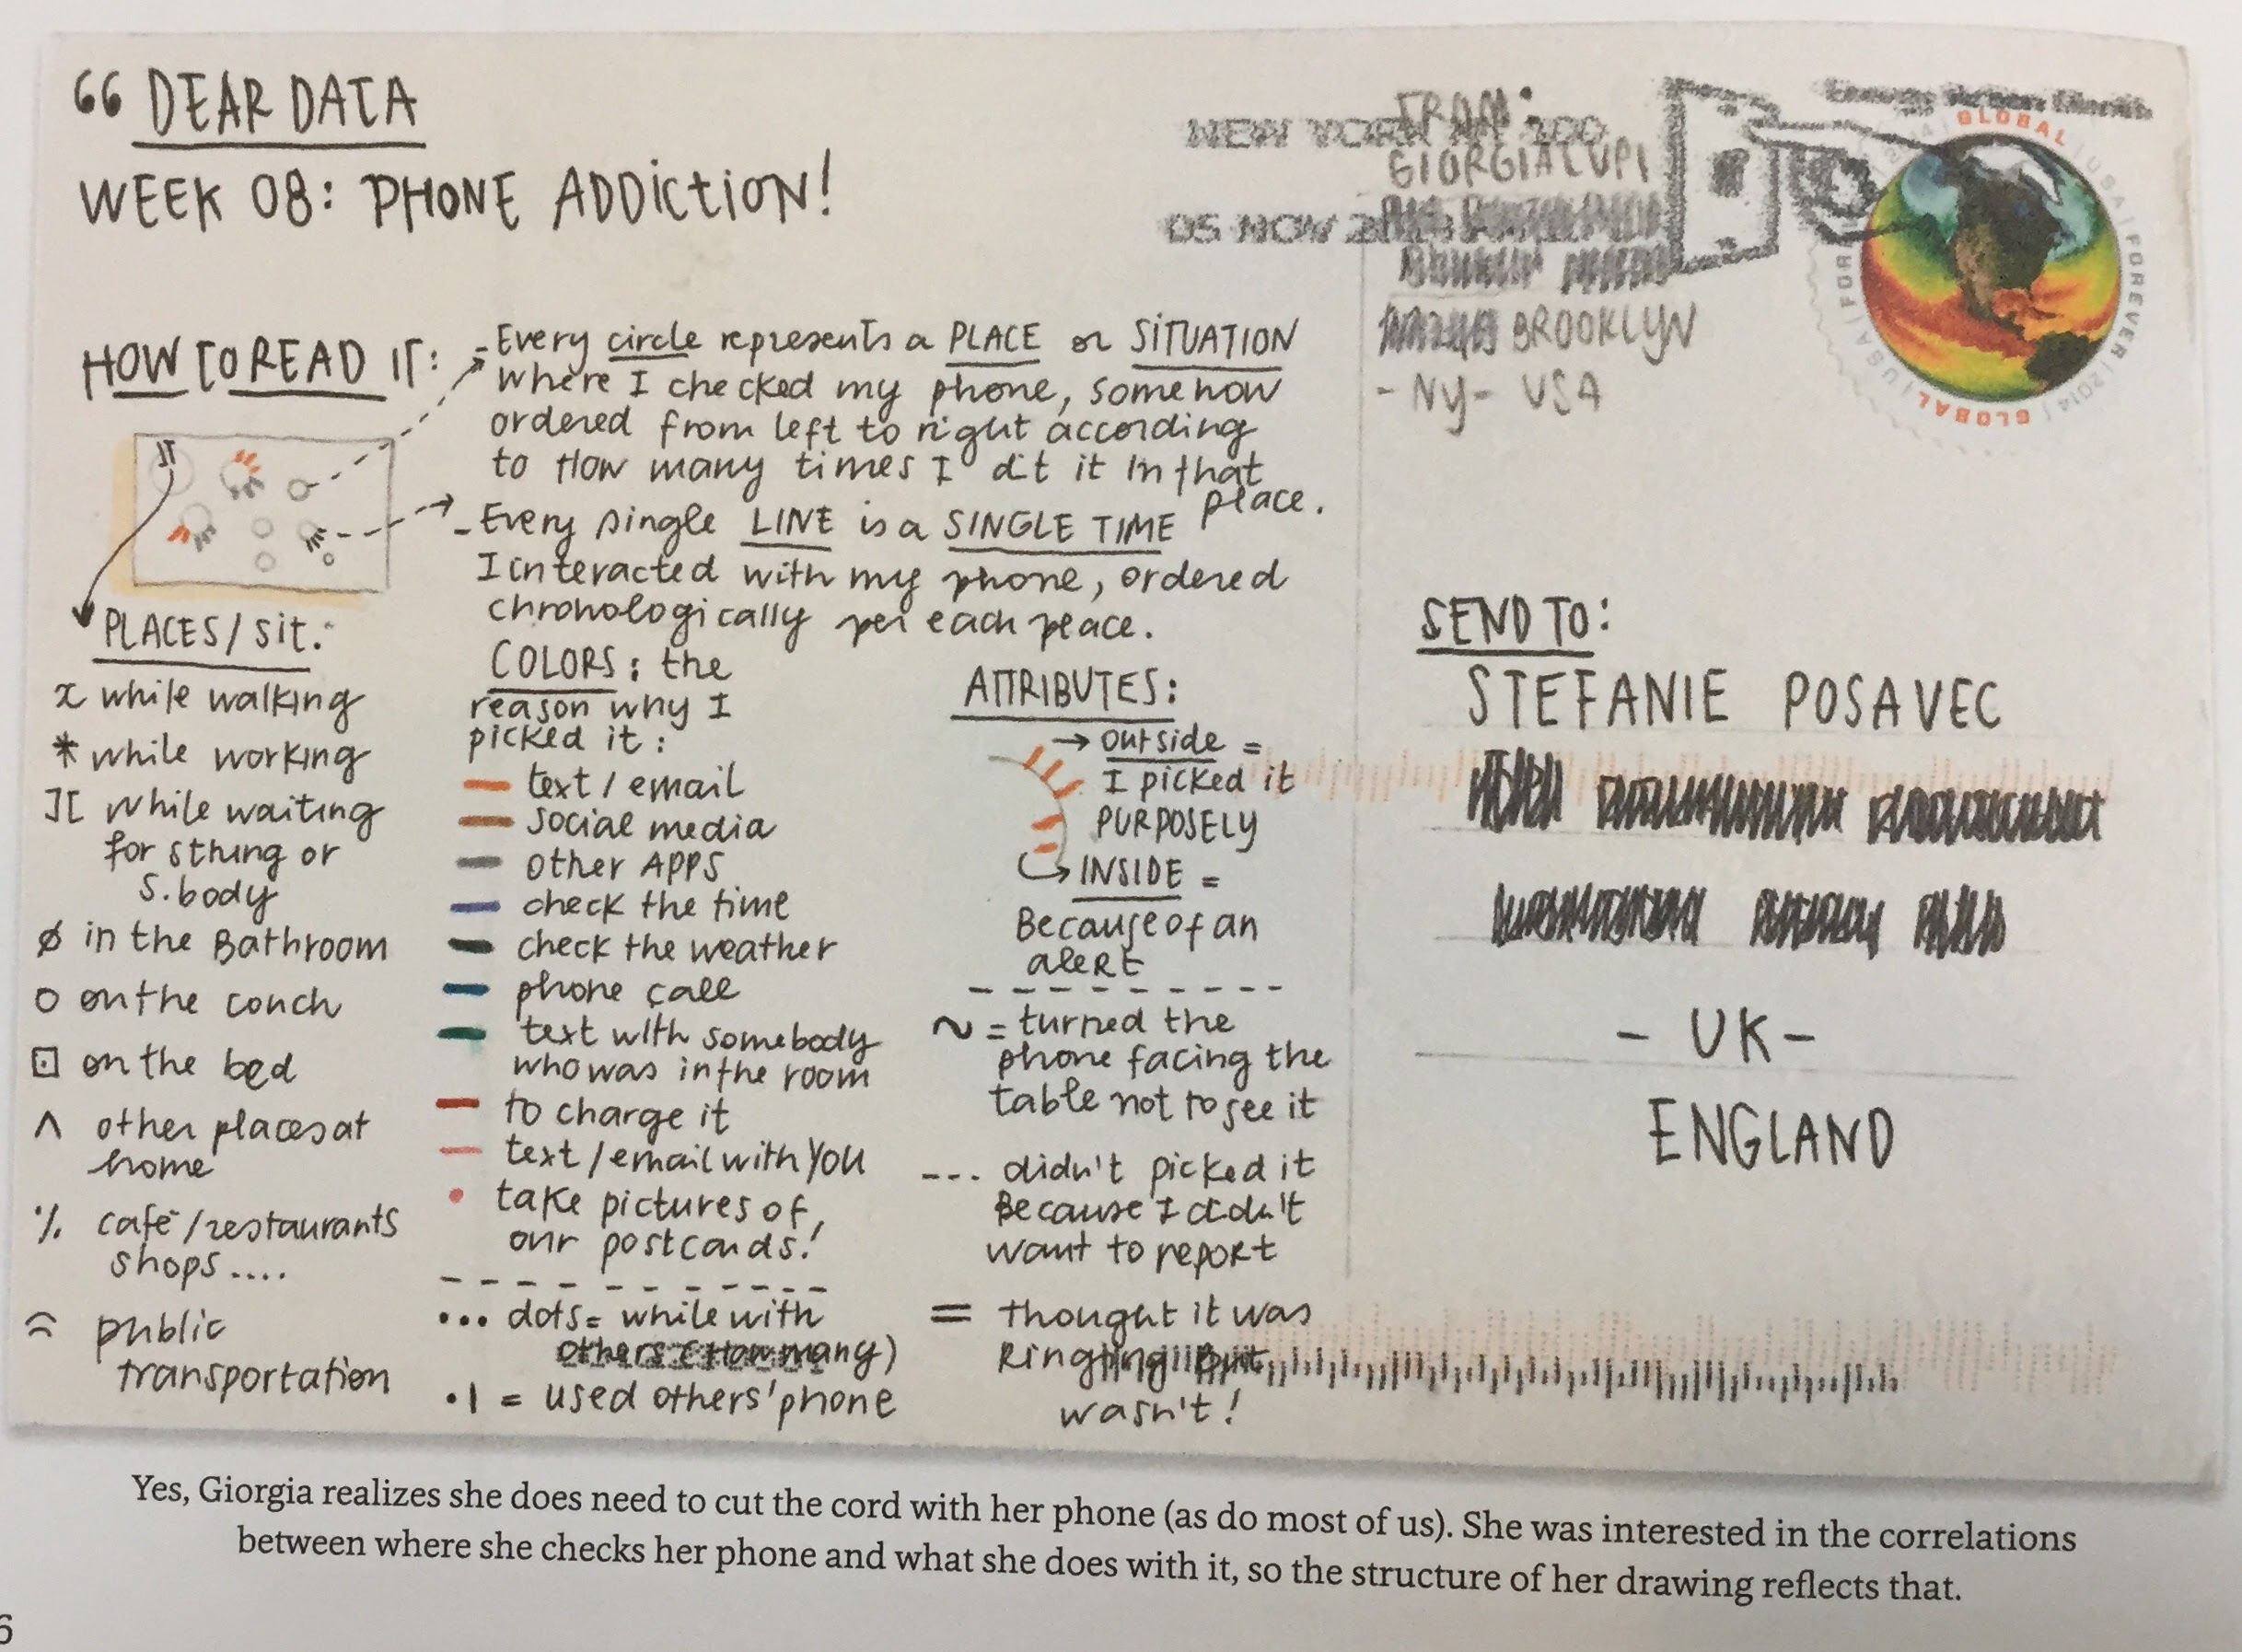 “ DEAR DATA
WEEK 08: PHONE ADDICTION!
HOW TO READ IT:
- Every circle represents a PLACE or SITUATION
where I checked my phone, somehow
ordered from left to right according
to How many times I dit it in that
place.
- Every single LINE is a SINGLE TIME
I interacted with my phone, ordered
chronologically per each peace.
PLACES/sit.
x while walking
* while working
][ while waiting
for sthing or
s.body
ø in the Bathroom
o on the couch
⊡ on the bed
^ other places at
home
·/. cafè/restaurants
shops....
public
transportation
COLORS: the
reason why I
picked it:
text / email
social media
other APPS
check the time
check the weather
phone call
text with somebody
who was in the room
to charge it
text / email with YOU
take pictures of,
our postcards!
... dots = while with
others (How many)
.| = used others' phone
ATTRIBUTES:
→ outside =
I picked it
PURPOSELY
→ INSIDE =
Because of an
alert
~ = turned the
phone facing the
table not to see it
--- didn't picked it
Because I didn't
want to report
= thought it was
Ringing But
wasn't!
NEW YORK NY 100
05 NOV
FROM:
GIORGIA LUPI
BROOKLYN
- NY - USA
GLOBAL | USA | FOREVER | 2014 | GLOBAL | USA | FOR
SEND TO:
STEFANIE POSAVEC
- UK -
ENGLAND
Yes, Giorgia realizes she does need to cut the cord with her phone (as do most of us). She was interested in the correlations
between where she checks her phone and what she does with it, so the structure of her drawing reflects that.
6